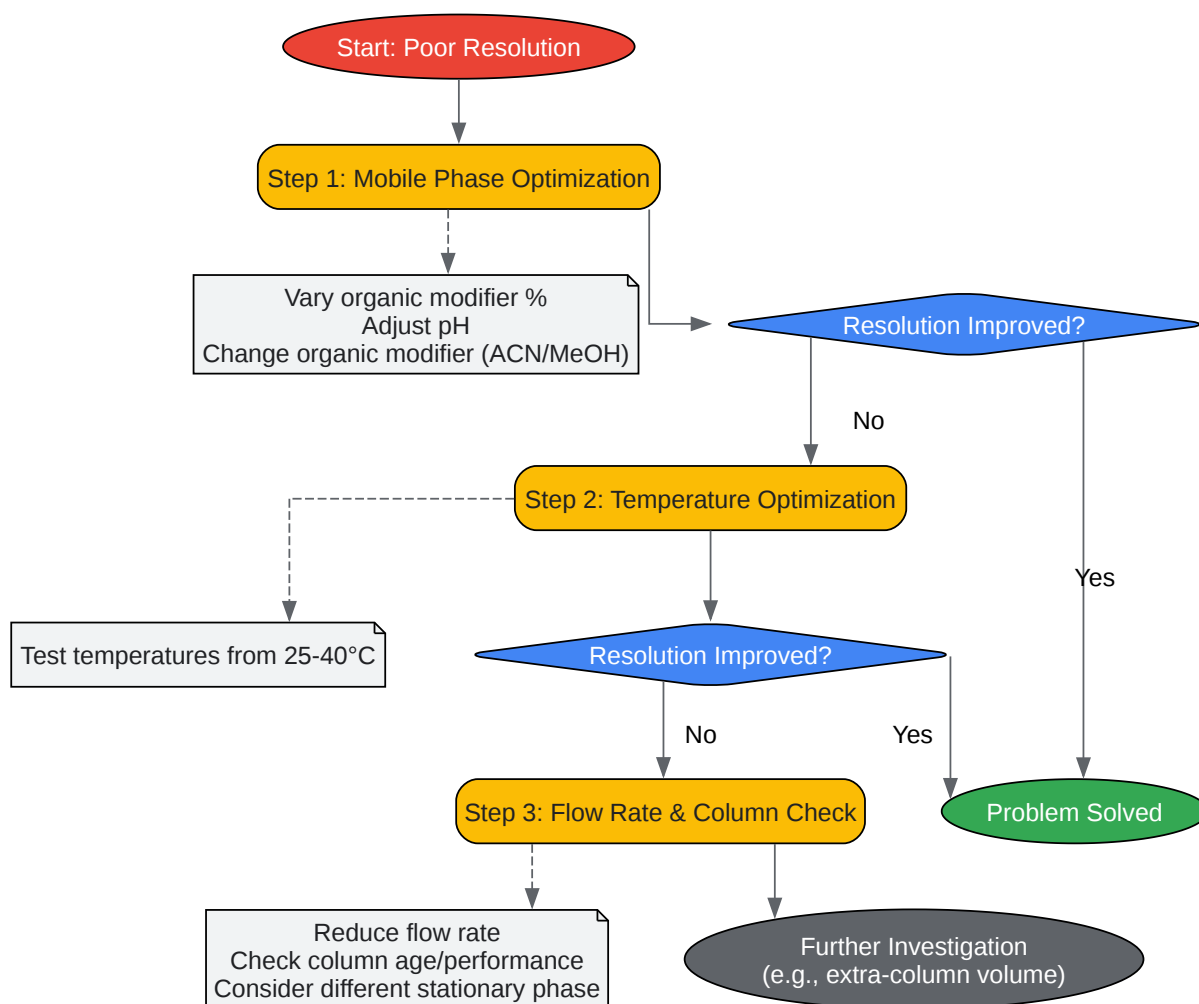 Start: Poor Resolution
Step 1: Mobile Phase Optimization
Vary organic modifier %
Adjust pH
Change organic modifier (ACN/MeOH)
Resolution Improved?
No
Step 2: Temperature Optimization
Yes
Test temperatures from 25-40°C
Resolution Improved?
No
Yes
Step 3: Flow Rate & Column Check
Problem Solved
Reduce flow rate
Check column age/performance
Consider different stationary phase
Further Investigation
(e.g., extra-column volume)